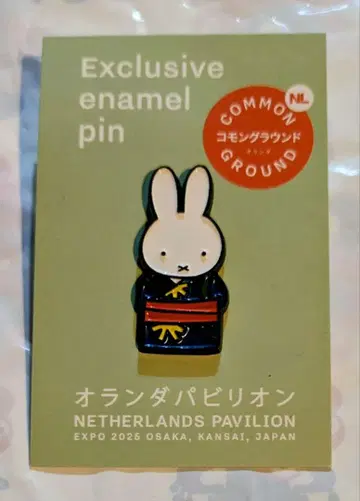 Exclusive
enamel
pin
NL
COMMON
コモングラウンド
GROUND
オランダパビリオン
NETHERLANDS PAVILION
EXPO 2025 OSAKA, KANSAI, JAPAN